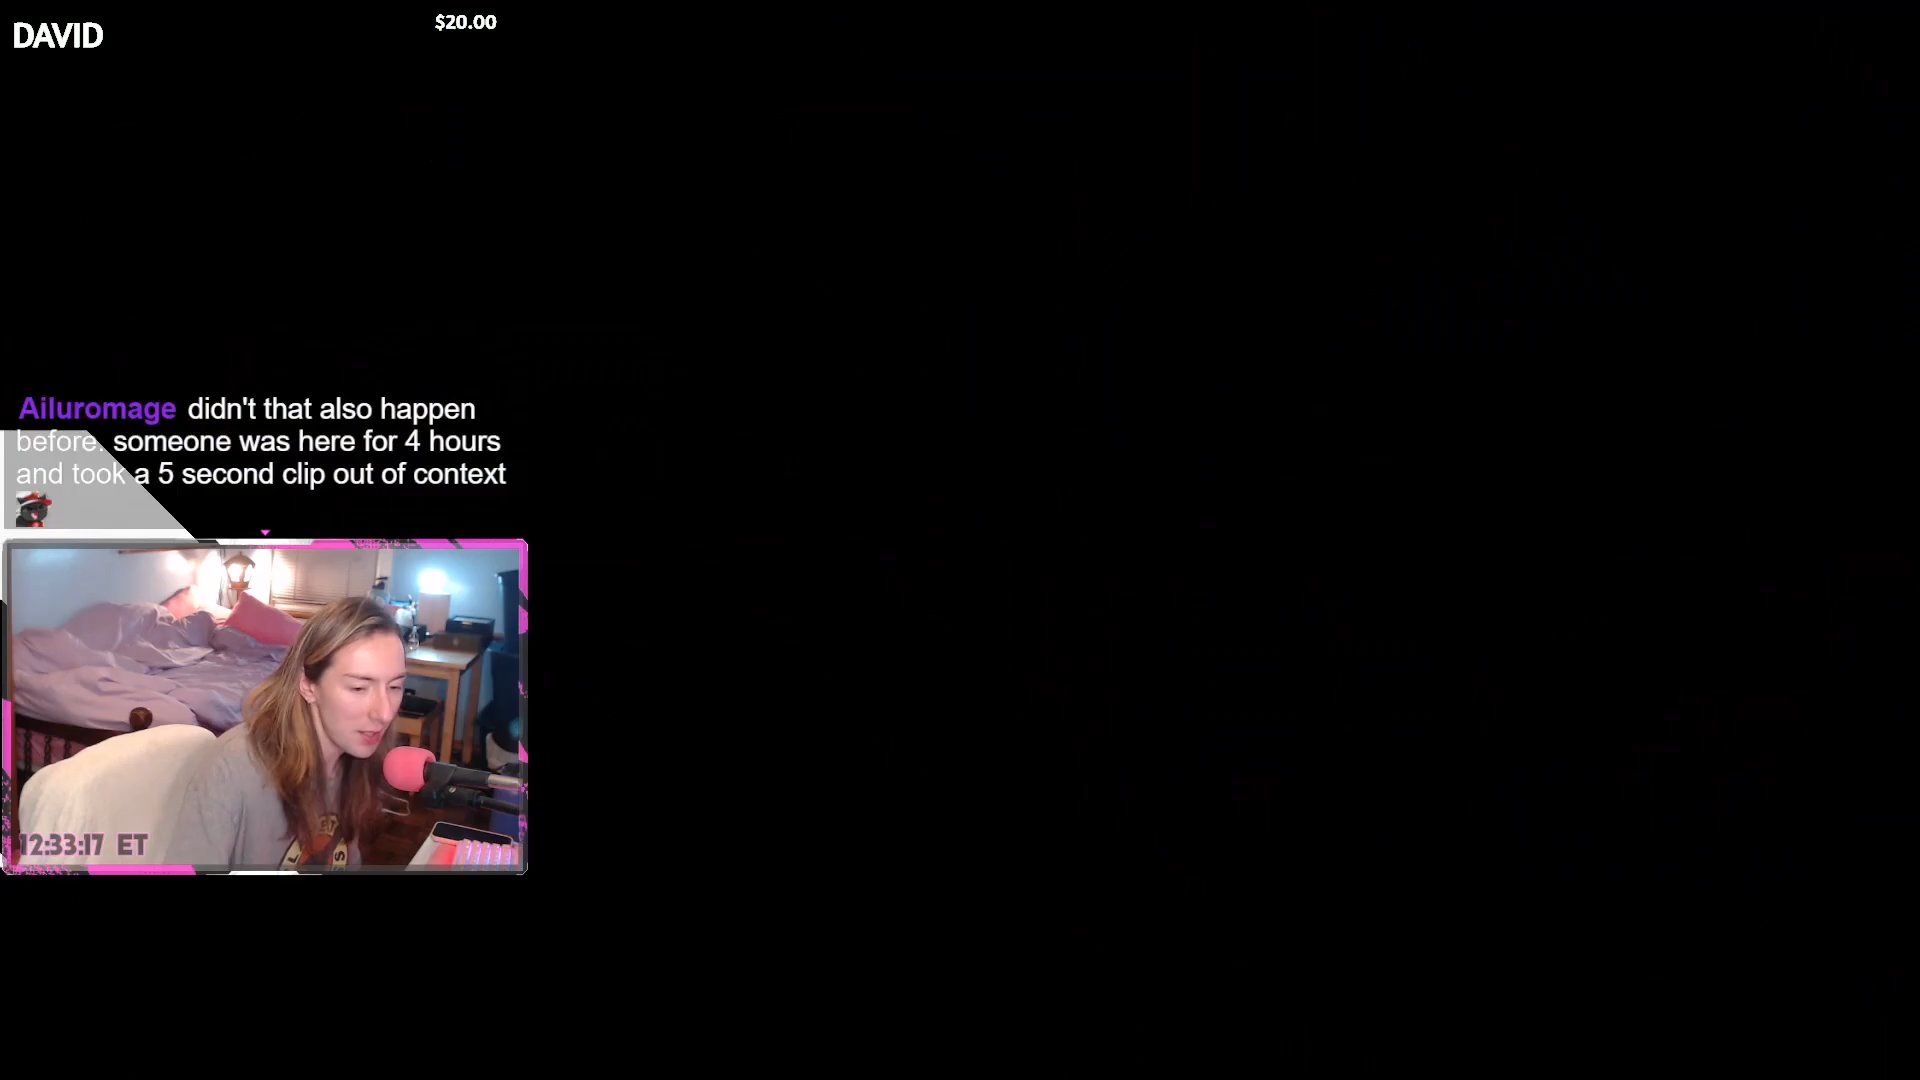 DAVID
$20.00
Ailuromage didn't that also happen
before. someone was here for 4 hours
and took a 5 second clip out of context
12:33:17 ET